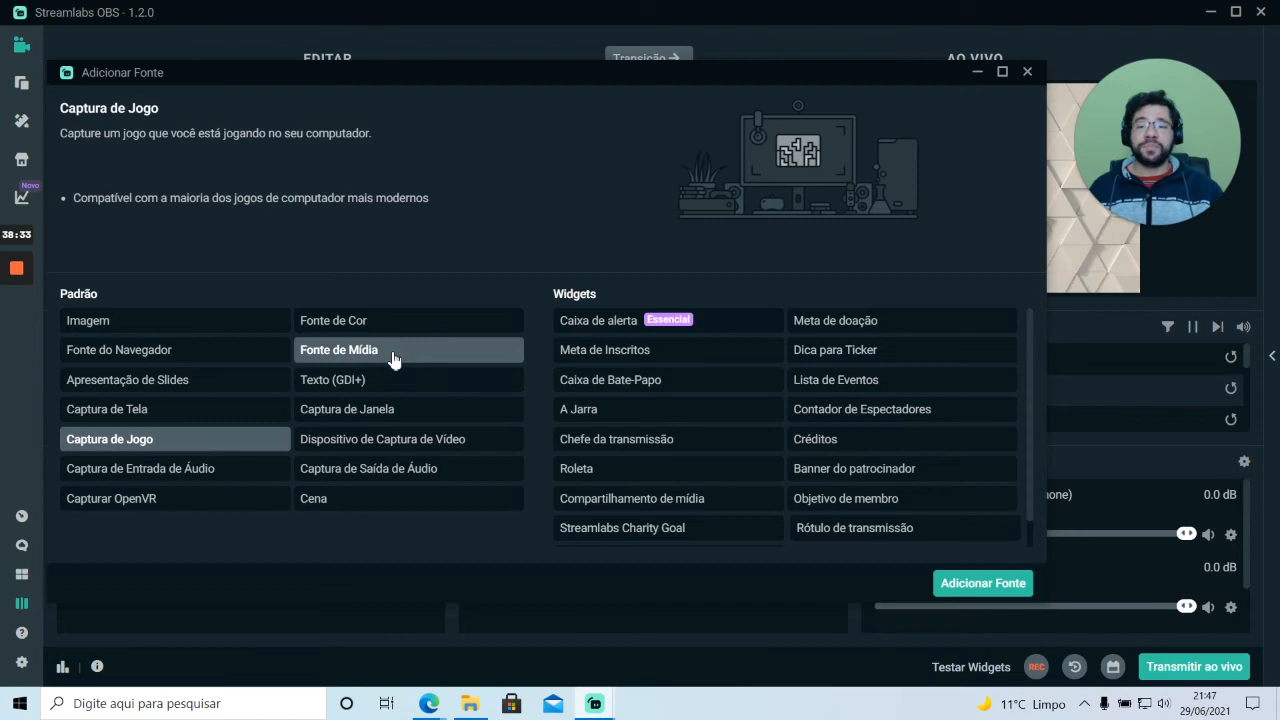 Streamlabs OBS - 1.2.0
EDITAR
Transição
AO VIVO
Adicionar Fonte
Captura de Jogo
Capture um jogo que você está jogando no seu computador.
• Compatível com a maioria dos jogos de computador mais modernos
Novo
38:33
Padrão
Imagem
Fonte de Cor
Fonte do Navegador
Fonte de Mídia
Apresentação de Slides
Texto (GDI+)
Captura de Tela
Captura de Janela
Captura de Jogo
Dispositivo de Captura de Vídeo
Captura de Entrada de Áudio
Captura de Saída de Áudio
Capturar OpenVR
Cena
Widgets
Caixa de alerta Essencial
Meta de doação
Meta de Inscritos
Dica para Ticker
Caixa de Bate-Papo
Lista de Eventos
A Jarra
Contador de Espectadores
Chefe da transmissão
Créditos
Roleta
Banner do patrocinador
Compartilhamento de mídia
Objetivo de membro
Streamlabs Charity Goal
Rótulo de transmissão
one) 0.0 dB
0.0 dB
Adicionar Fonte
Testar Widgets
REC
Transmitir ao vivo
Digite aqui para pesquisar
11°C Limpo
21:47
29/06/2021